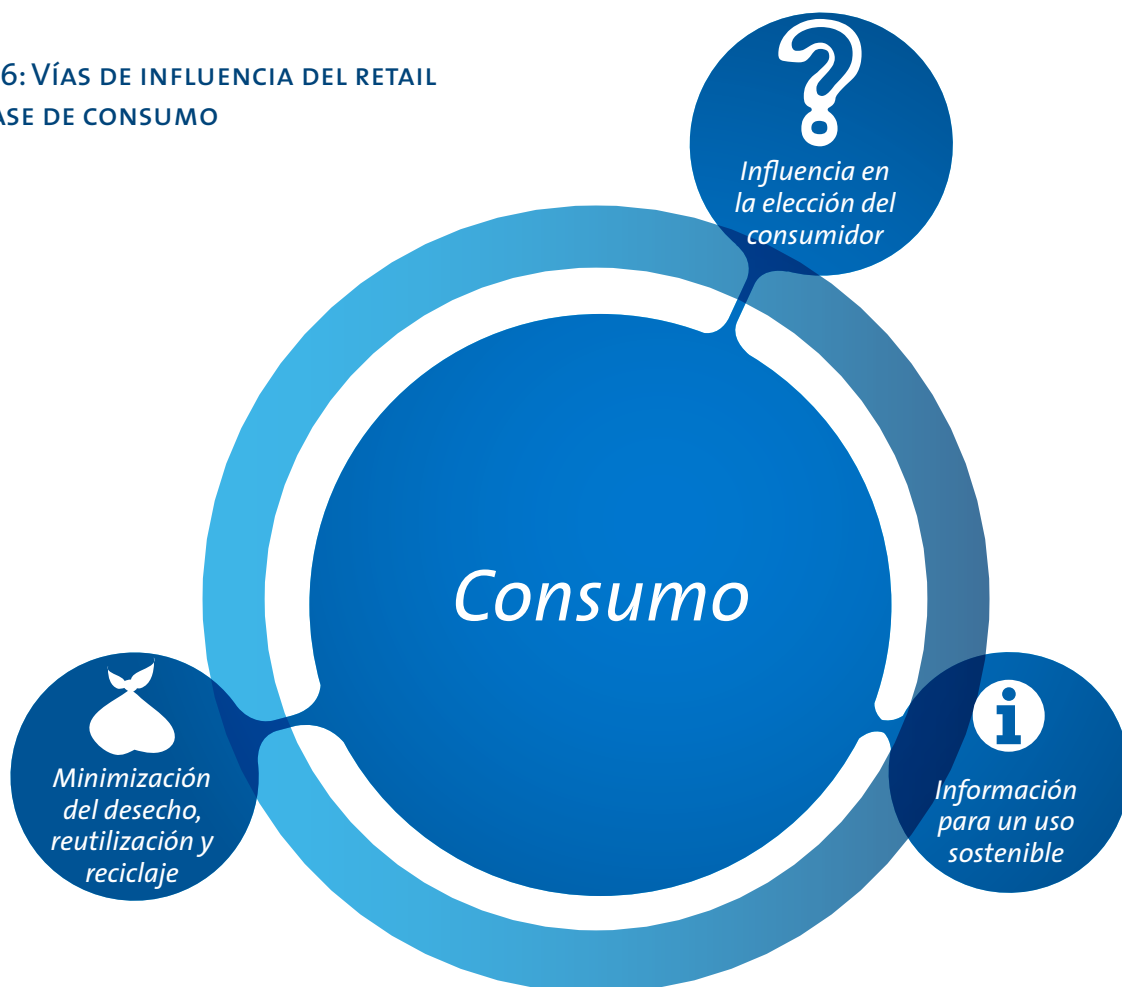 6: Vías de influencia del retail
ase de consumo
Influencia en
la elección del
consumidor
Consumo
Minimización
del desecho,
reutilización y
reciclaje
Información
para un uso
sostenible